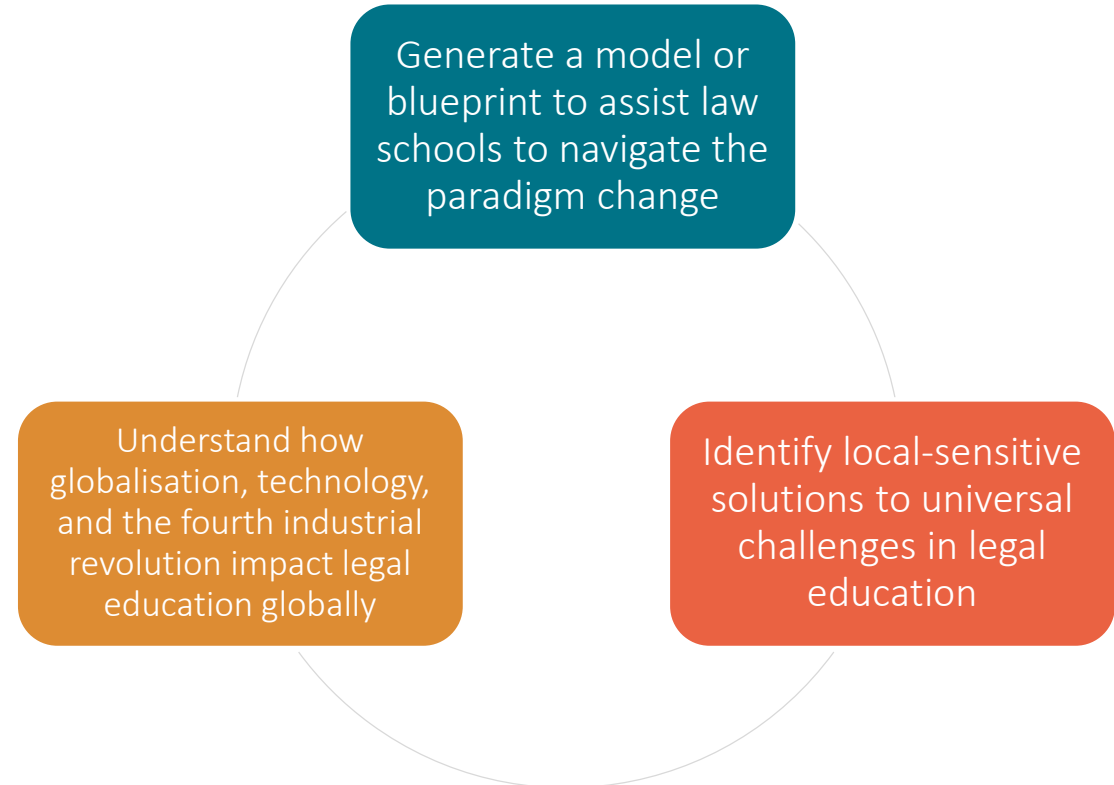 Generate a model or
blueprint to assist law
schools to navigate the
paradigm change
Understand how
globalisation, technology,
and the fourth industrial
revolution impact legal
education globally
Identify local-sensitive
solutions to universal
challenges in legal
education